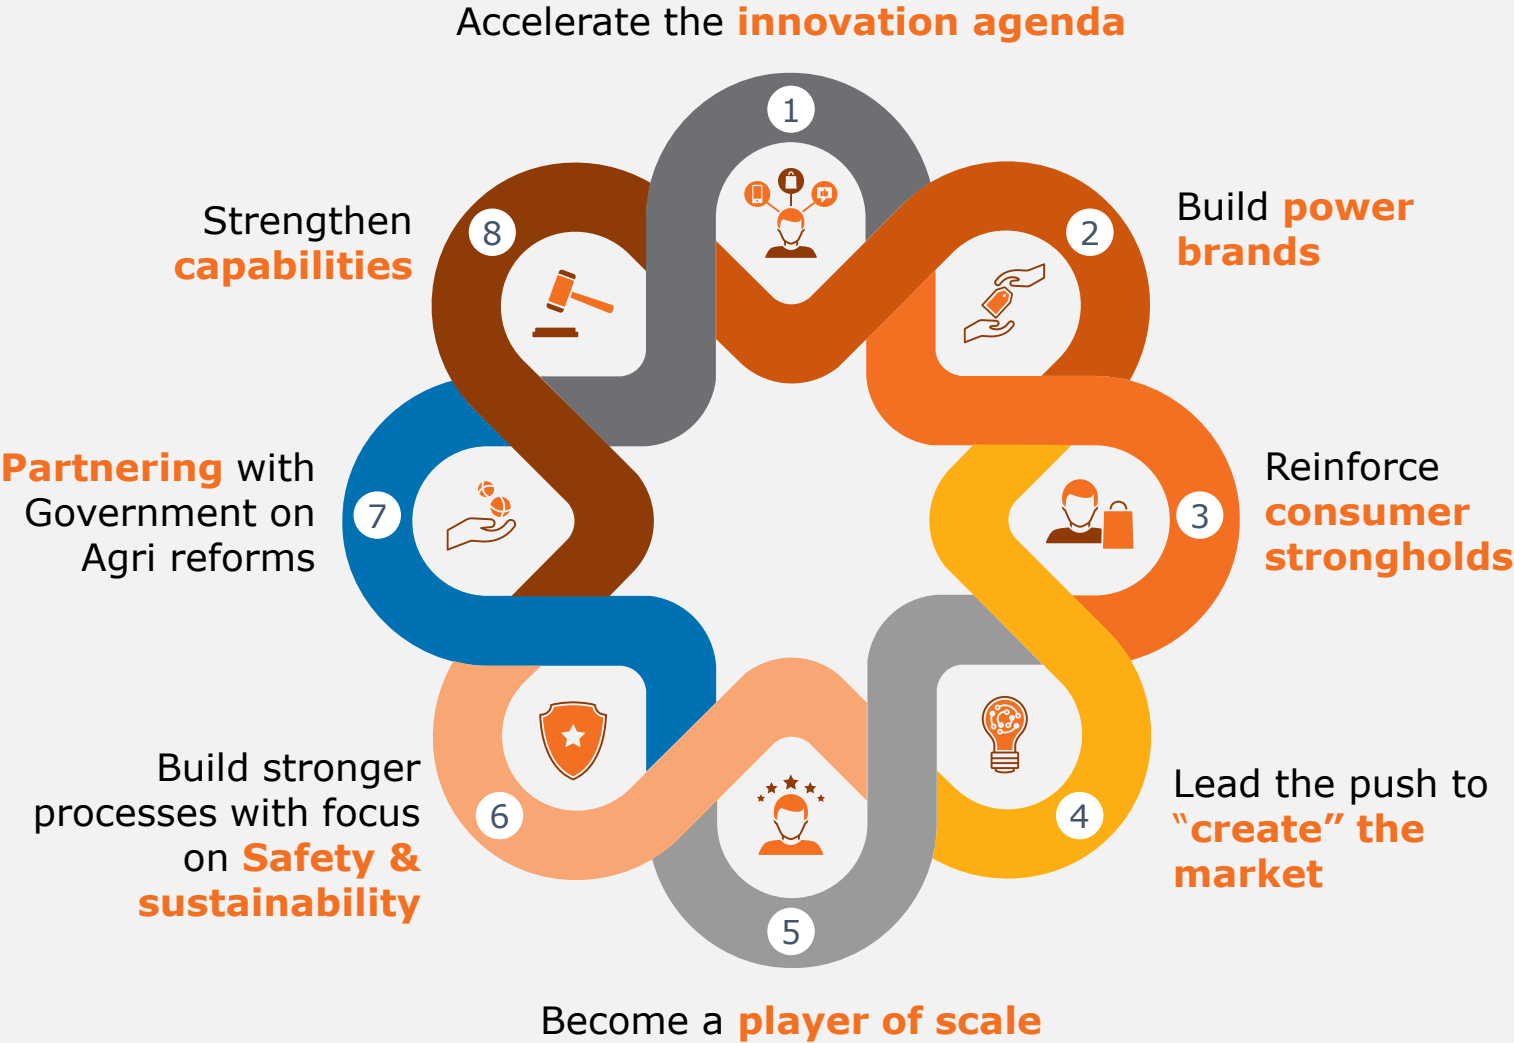 Accelerate the innovation agenda
1
Build power
brands
2
Reinforce
consumer
strongholds
3
Lead the push to
“create” the
market
4
Become a player of scale
5
Build stronger
processes with focus
on Safety &
sustainability
6
Partnering with
Government on
Agri reforms
7
Strengthen
capabilities
8